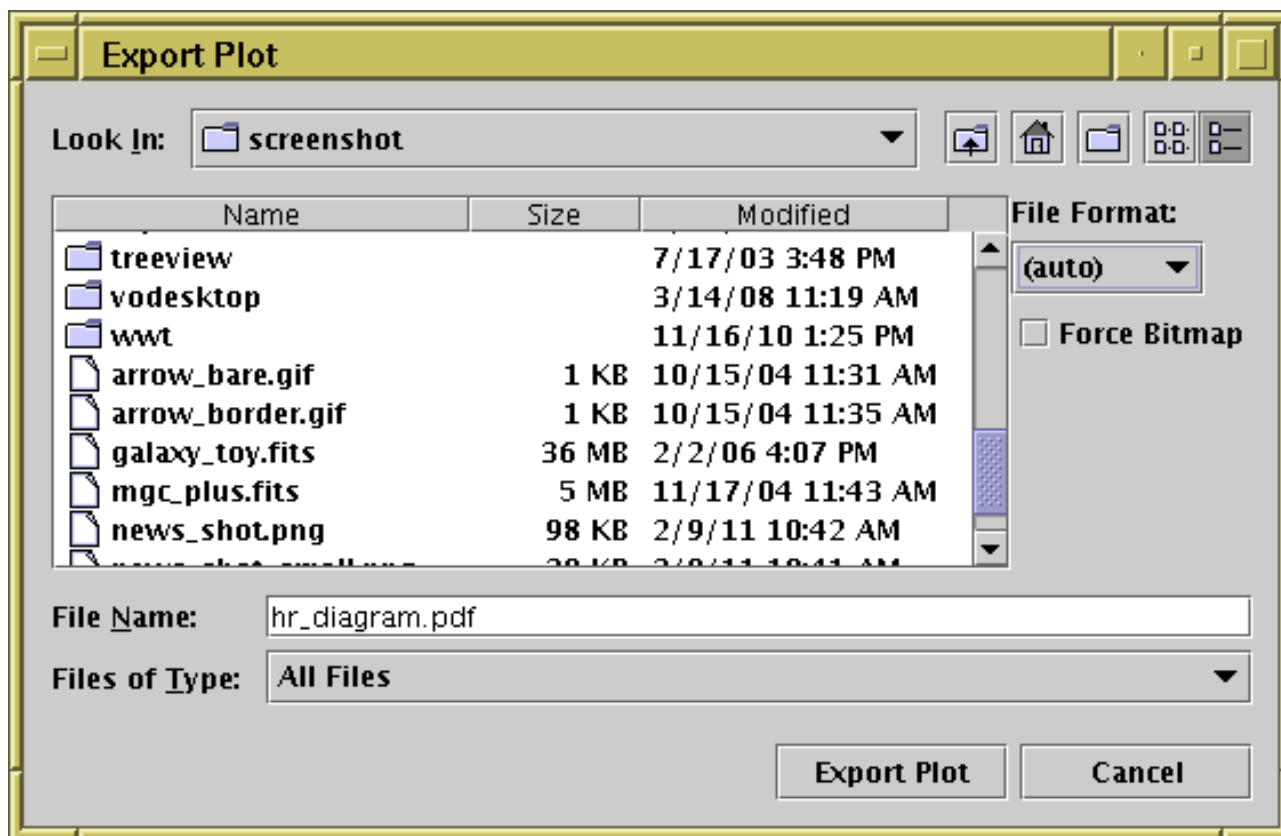 Export Plot
Look In: screenshot
Name Size Modified
File Format:
treeview 7/17/03 3:48 PM
(auto)
vodesktop 3/14/08 11:19 AM
wwt 11/16/10 1:25 PM
Force Bitmap
arrow_bare.gif 1 KB 10/15/04 11:31 AM
arrow_border.gif 1 KB 10/15/04 11:35 AM
galaxy_toy.fits 36 MB 2/2/06 4:07 PM
mgc_plus.fits 5 MB 11/17/04 11:43 AM
news_shot.png 98 KB 2/9/11 10:42 AM
File Name: hr_diagram.pdf
Files of Type: All Files
Export Plot Cancel